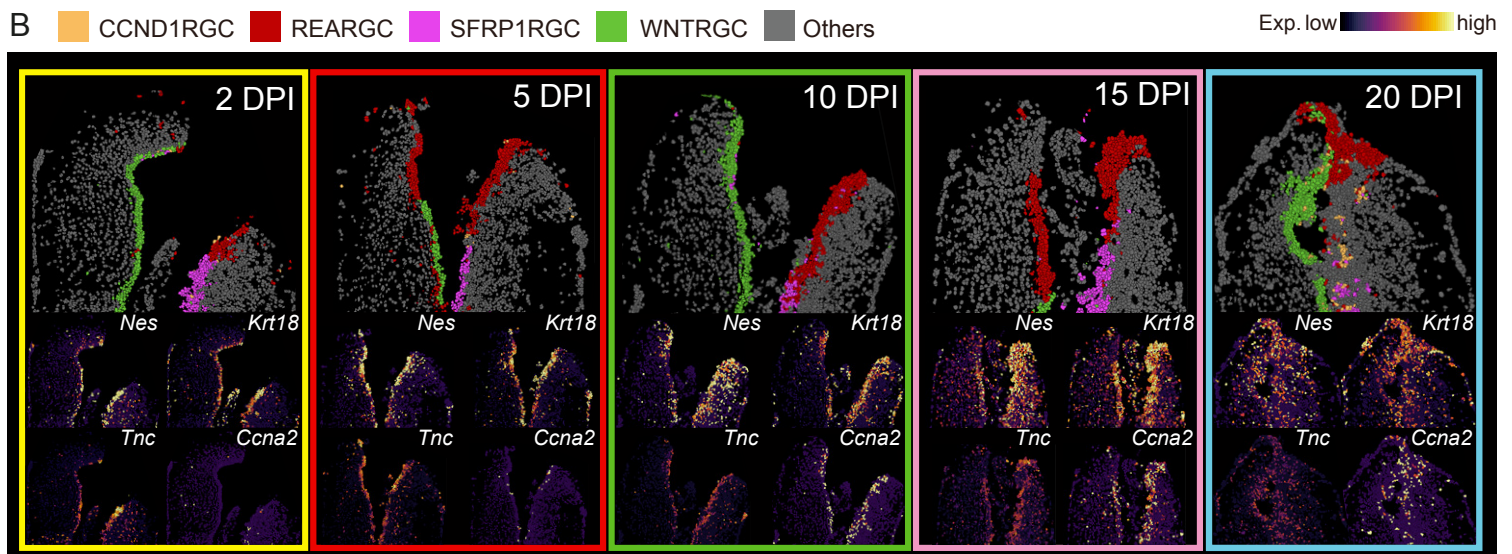 B CCND1RGC REARGC SFRP1RGC WNTRGC Others Exp. low high
2 DPI 5 DPI 10 DPI 15 DPI 20 DPI
Nes Krt18 Nes Krt18 Nes Krt18 Nes Krt18 Nes Krt18
Tnc Ccna2 Tnc Ccna2 Tnc Ccna2 Tnc Ccna2 Tnc Ccna2